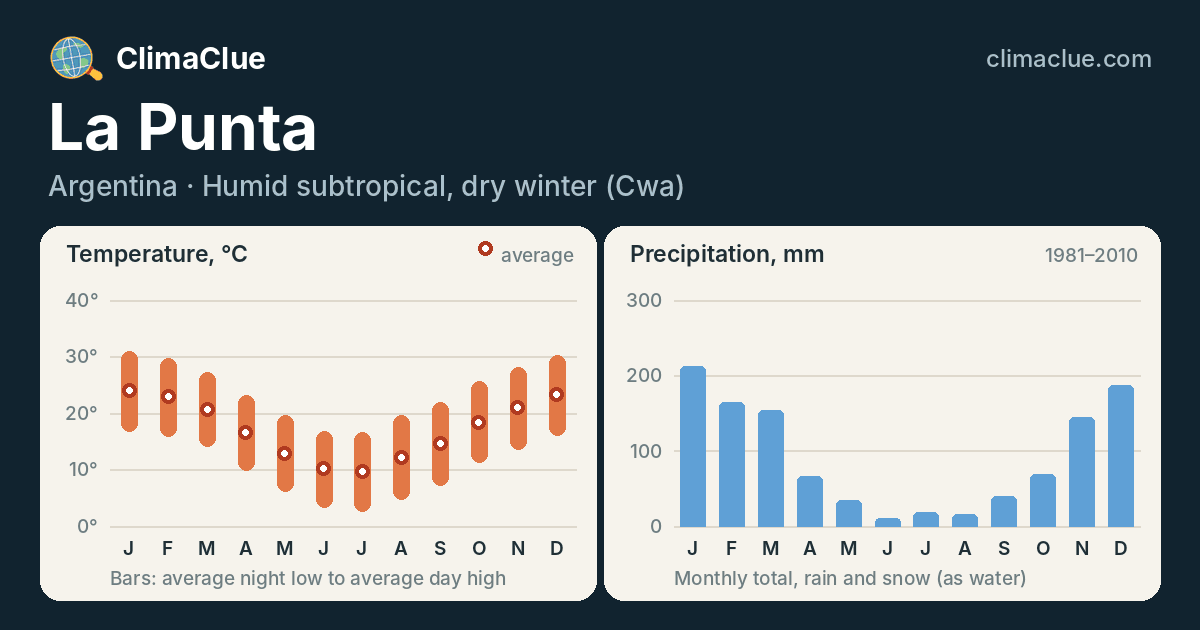 ClimaClue
climaclue.com
La Punta
Argentina · Humid subtropical, dry winter (Cwa)
Temperature, °C
average
40°
30°
20°
10°
0°
J F M A M J J A S O N D
Bars: average night low to average day high
Precipitation, mm
1981–2010
300
200
100
0
J F M A M J J A S O N D
Monthly total, rain and snow (as water)